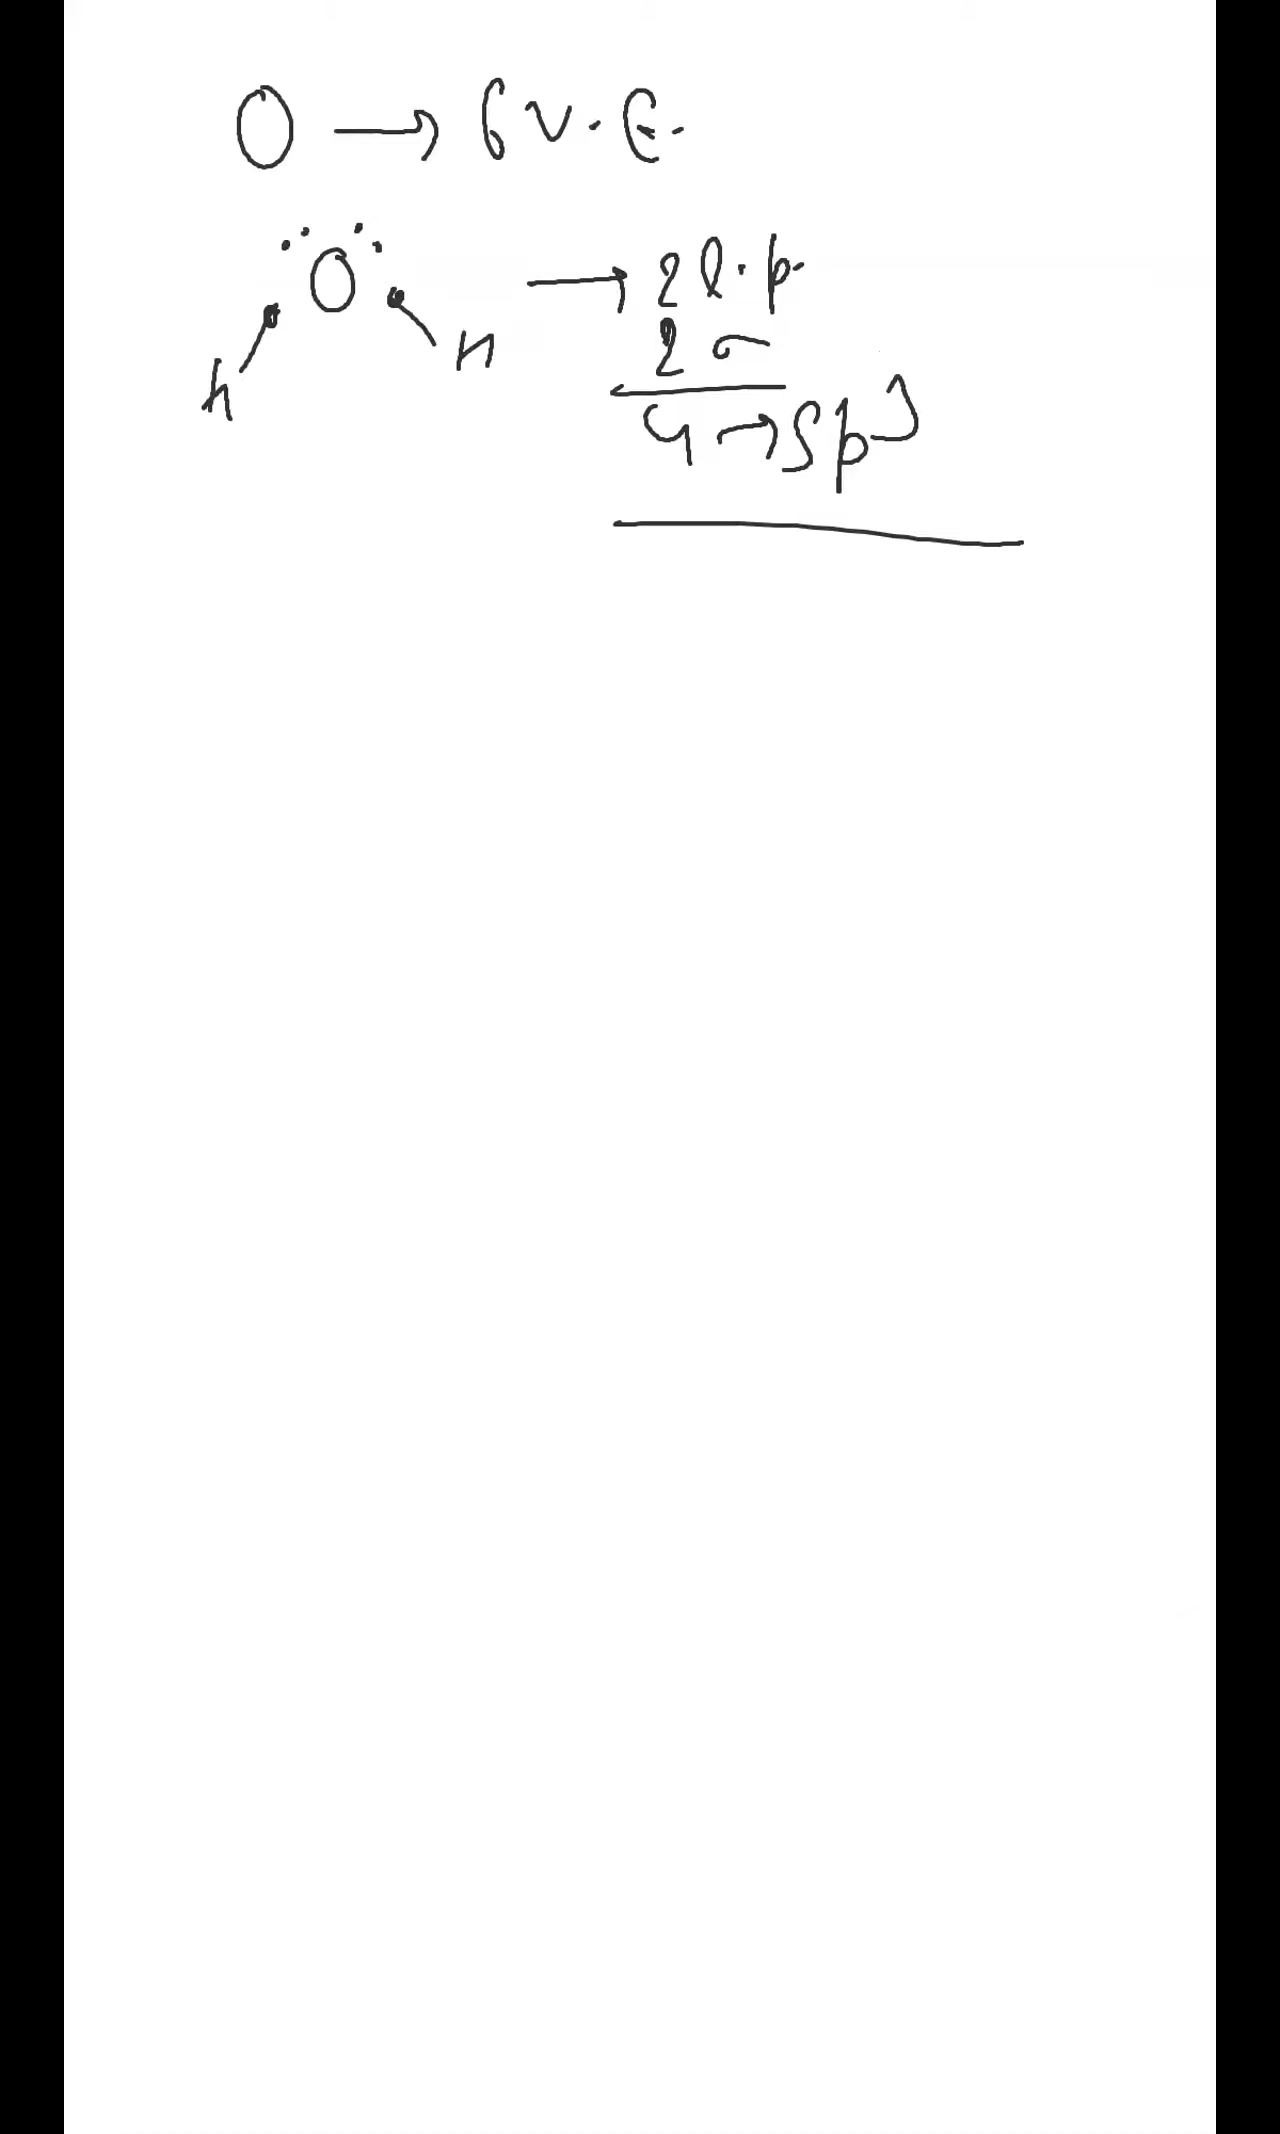 O → 6 V. E.
O → 2 l. p.
H H 2 σ
4 → sp3